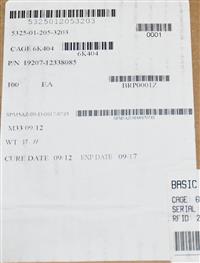 5325012053203
5325-01-205-3203
0001
CAGE 6K404
6K404
P/N 19207-12338085
100 EA BRP0001Z
M33 09/12
WT
CURE DATE 09-12 EXP DATE 09-17
BASIC
CAGE
SERIAL
RFID